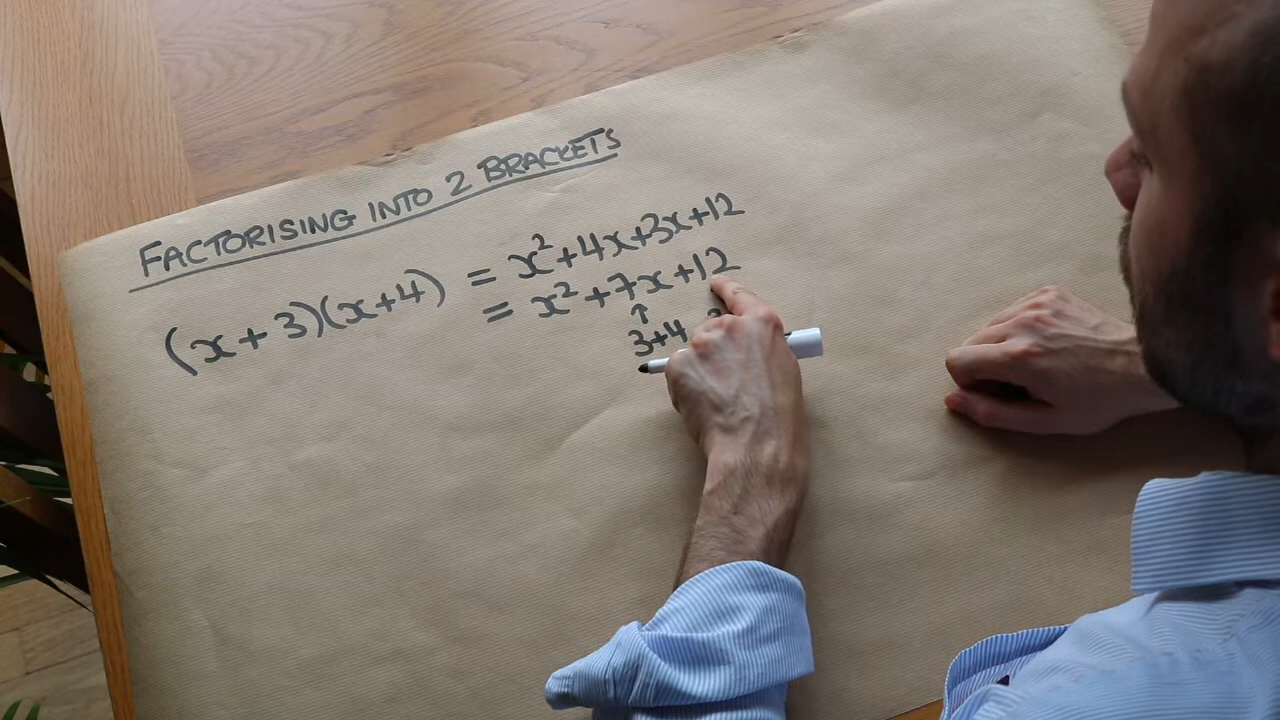 FACTORISING INTO 2 BRACKETS
(x+3)(x+4) = x²+4x+3x+12
= x²+7x+12
↑
3+4